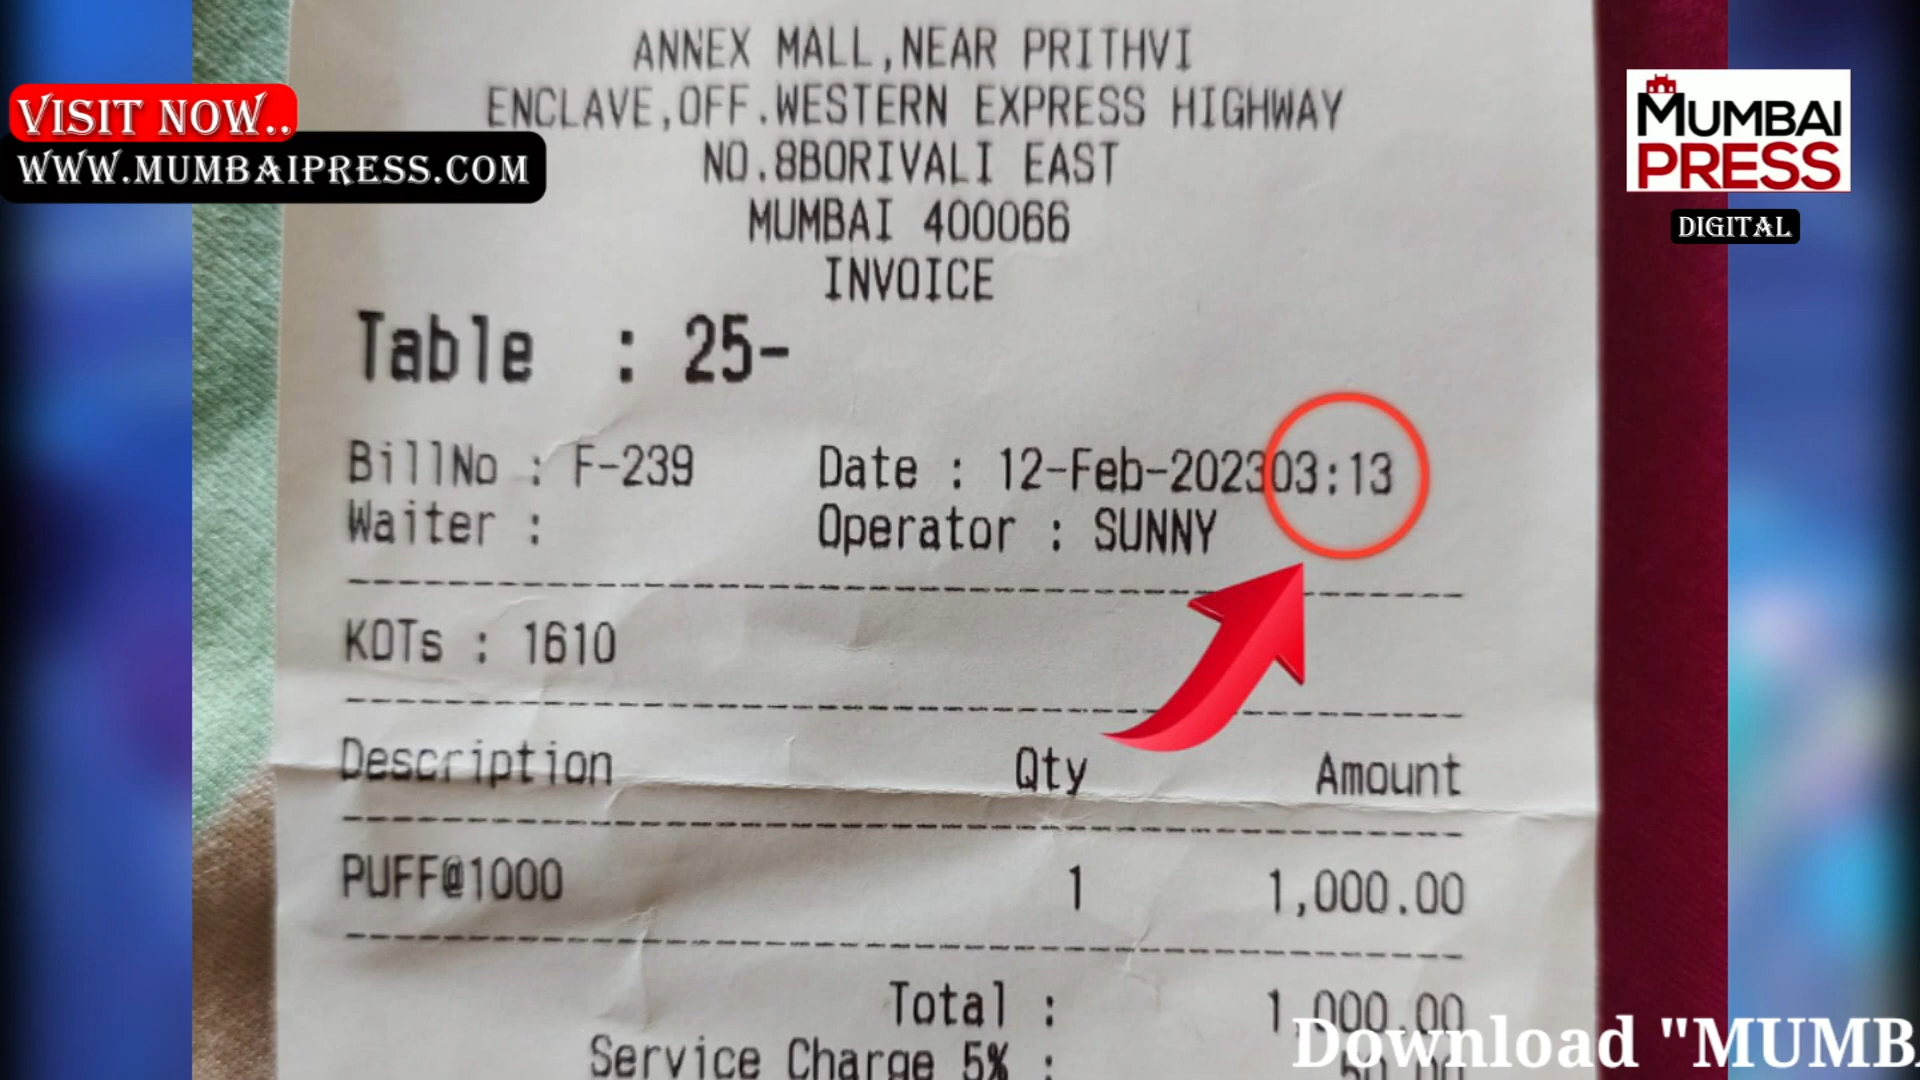 ANNEX MALL,NEAR PRITHVI
ENCLAVE,OFF.WESTERN EXPRESS HIGHWAY
NO.8BORIVALI EAST
MUMBAI 400066
INVOICE
VISIT NOW..
WWW.MUMBAIPRESS.COM
MUMBAI
PRESS
DIGITAL
Table : 25-
BillNo : F-239 Date : 12-Feb-202303:13
Waiter : Operator : SUNNY
KOTs : 1610
Description Qty Amount
PUFF@1000 1 1,000.00
Total : 1,000.00
Service Charge 5% :
Download "MUMB